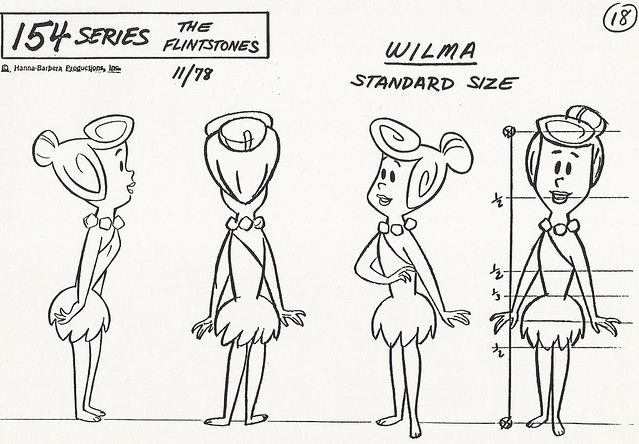 18
154 SERIES THE FLINTSTONES
© Hanna-Barbera Productions, Inc.
11/78
WILMA
STANDARD SIZE
½
½
⅓
½